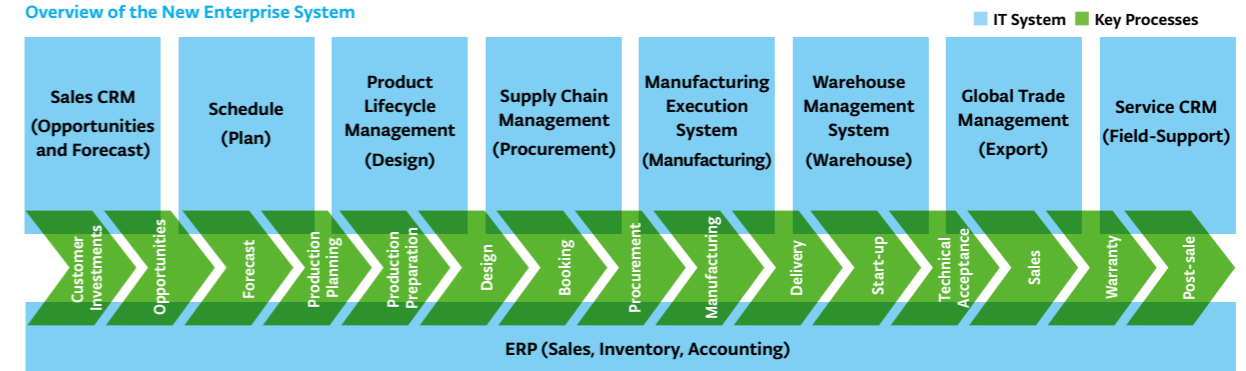 Overview of the New Enterprise System
IT System
Key Processes
Sales CRM
(Opportunities
and Forecast)
Schedule
(Plan)
Product
Lifecycle
Management
(Design)
Supply Chain
Management
(Procurement)
Manufacturing
Execution
System
(Manufacturing)
Warehouse
Management
System
(Warehouse)
Global Trade
Management
(Export)
Service CRM
(Field-Support)
Customer
Investments
Opportunities
Forecast
Production
Planning
Production
Preparation
Design
Booking
Procurement
Manufacturing
Delivery
Start-up
Technical
Acceptance
Sales
Warranty
Post-sale
ERP (Sales, Inventory, Accounting)